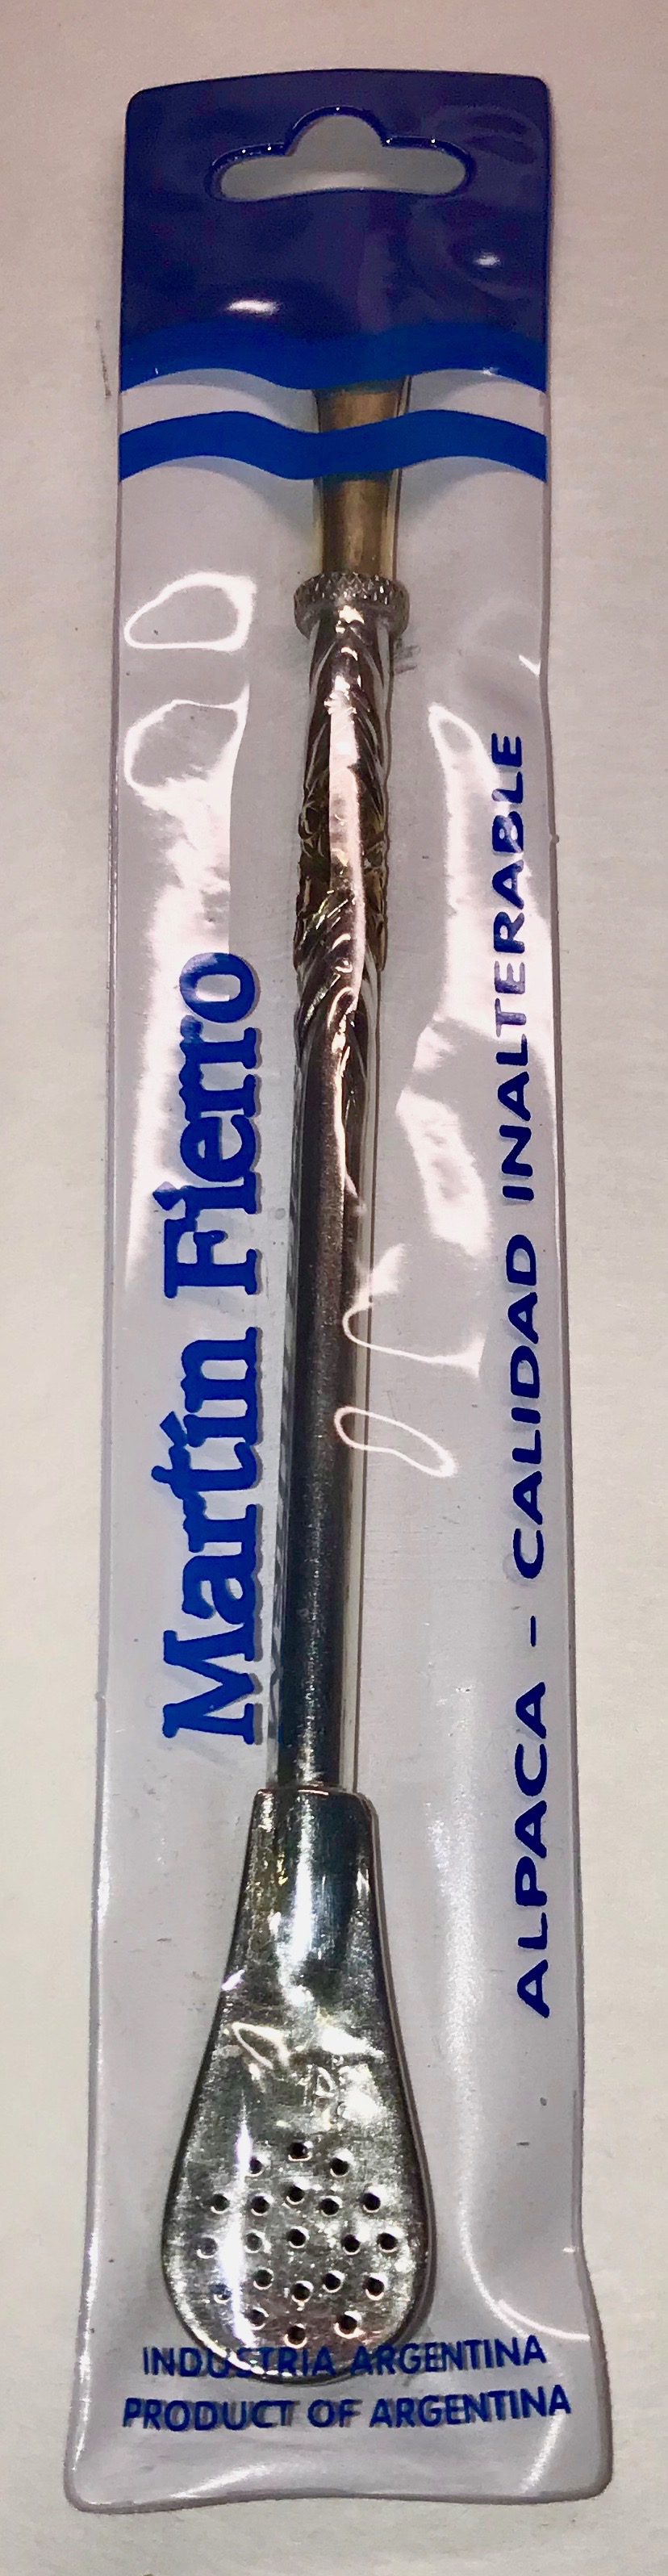 Martín Fierro
ALPACA - CALIDAD INALTERABLE
INDUSTRIA ARGENTINA
PRODUCT OF ARGENTINA